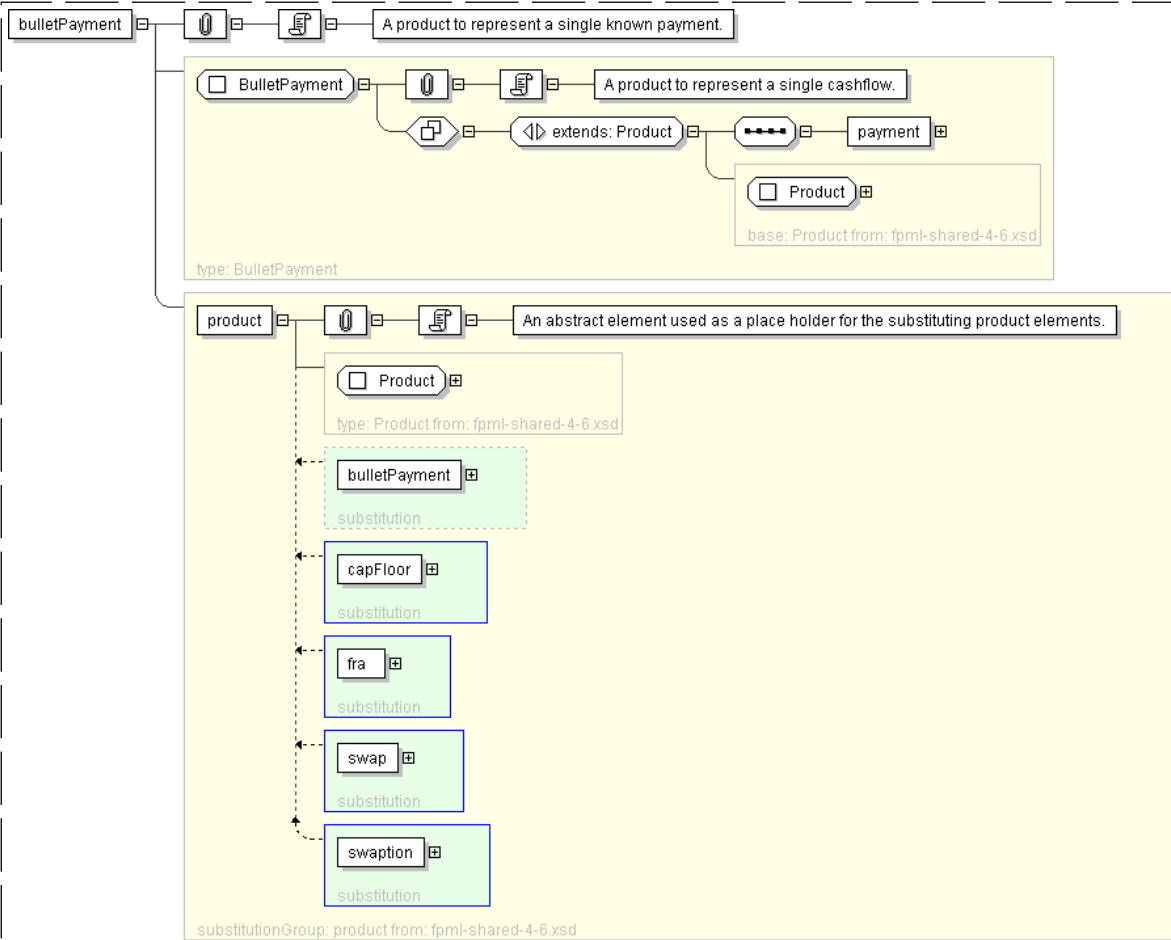 bulletPayment A product to represent a single known payment.
BulletPayment A product to represent a single cashflow.
extends: Product payment
Product
base: Product from: fpml-shared-4-6.xsd
type: BulletPayment
product An abstract element used as a place holder for the substituting product elements.
Product
type: Product from: fpml-shared-4-6.xsd
bulletPayment
substitution
capFloor
substitution
fra
substitution
swap
substitution
swaption
substitution
substitutionGroup: product from: fpml-shared-4-6.xsd